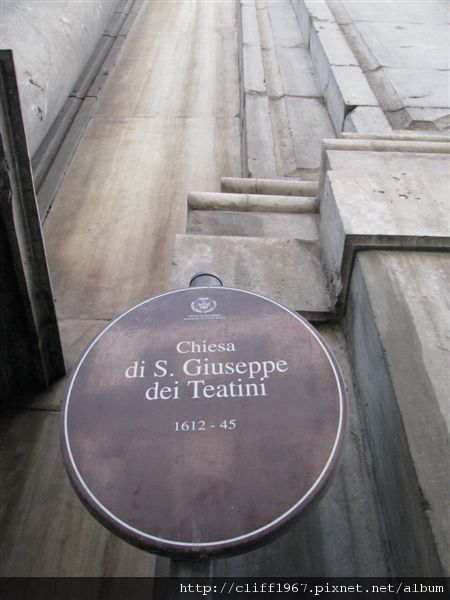 Chiesa
di S. Giuseppe
dei Teatini
1612 - 45
http://cliff1967.pixnet.net/album